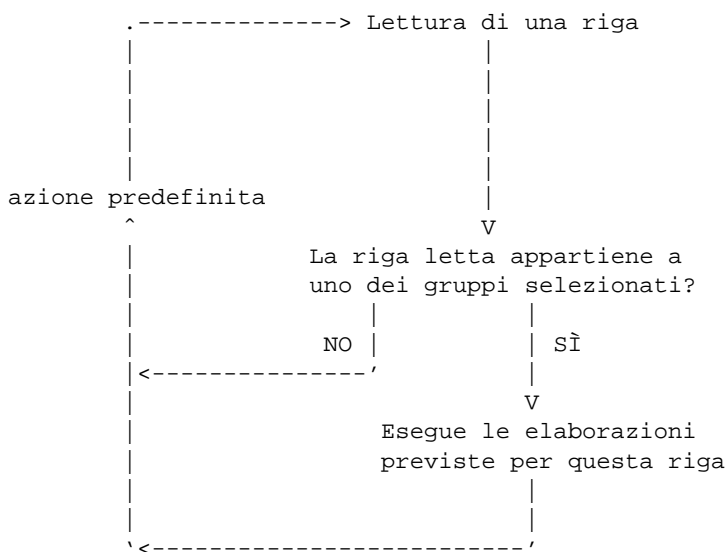 Lettura di una riga
azione predefinita
V
La riga letta appartiene a
uno dei gruppi selezionati?
NO
SÌ
V
Esegue le elaborazioni
previste per questa riga